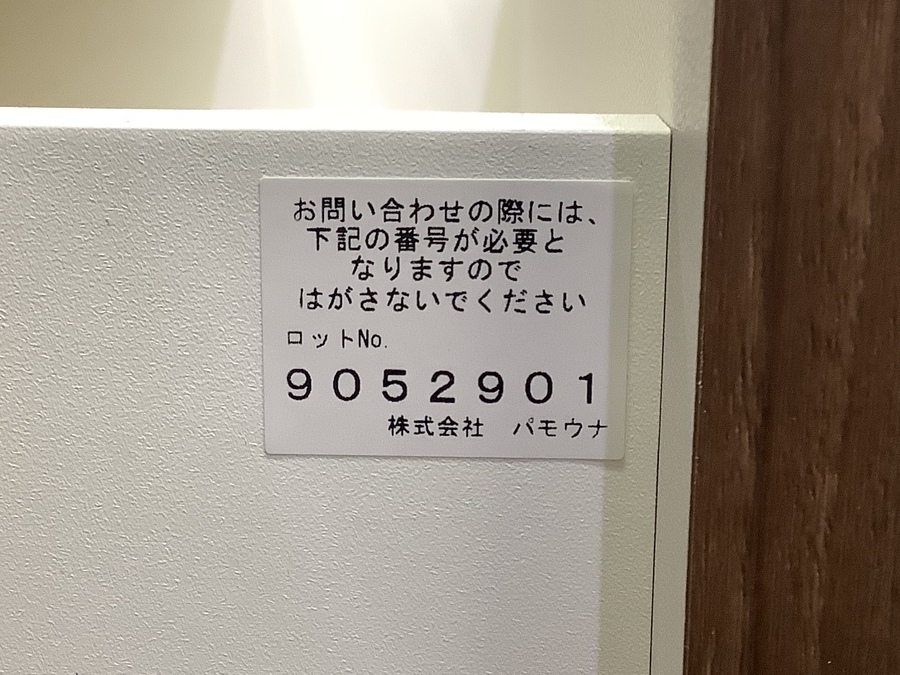 お問い合わせの際には、
下記の番号が必要と
なりますので
はがさないでください
ロットNo.
9052901
株式会社　パモウナ